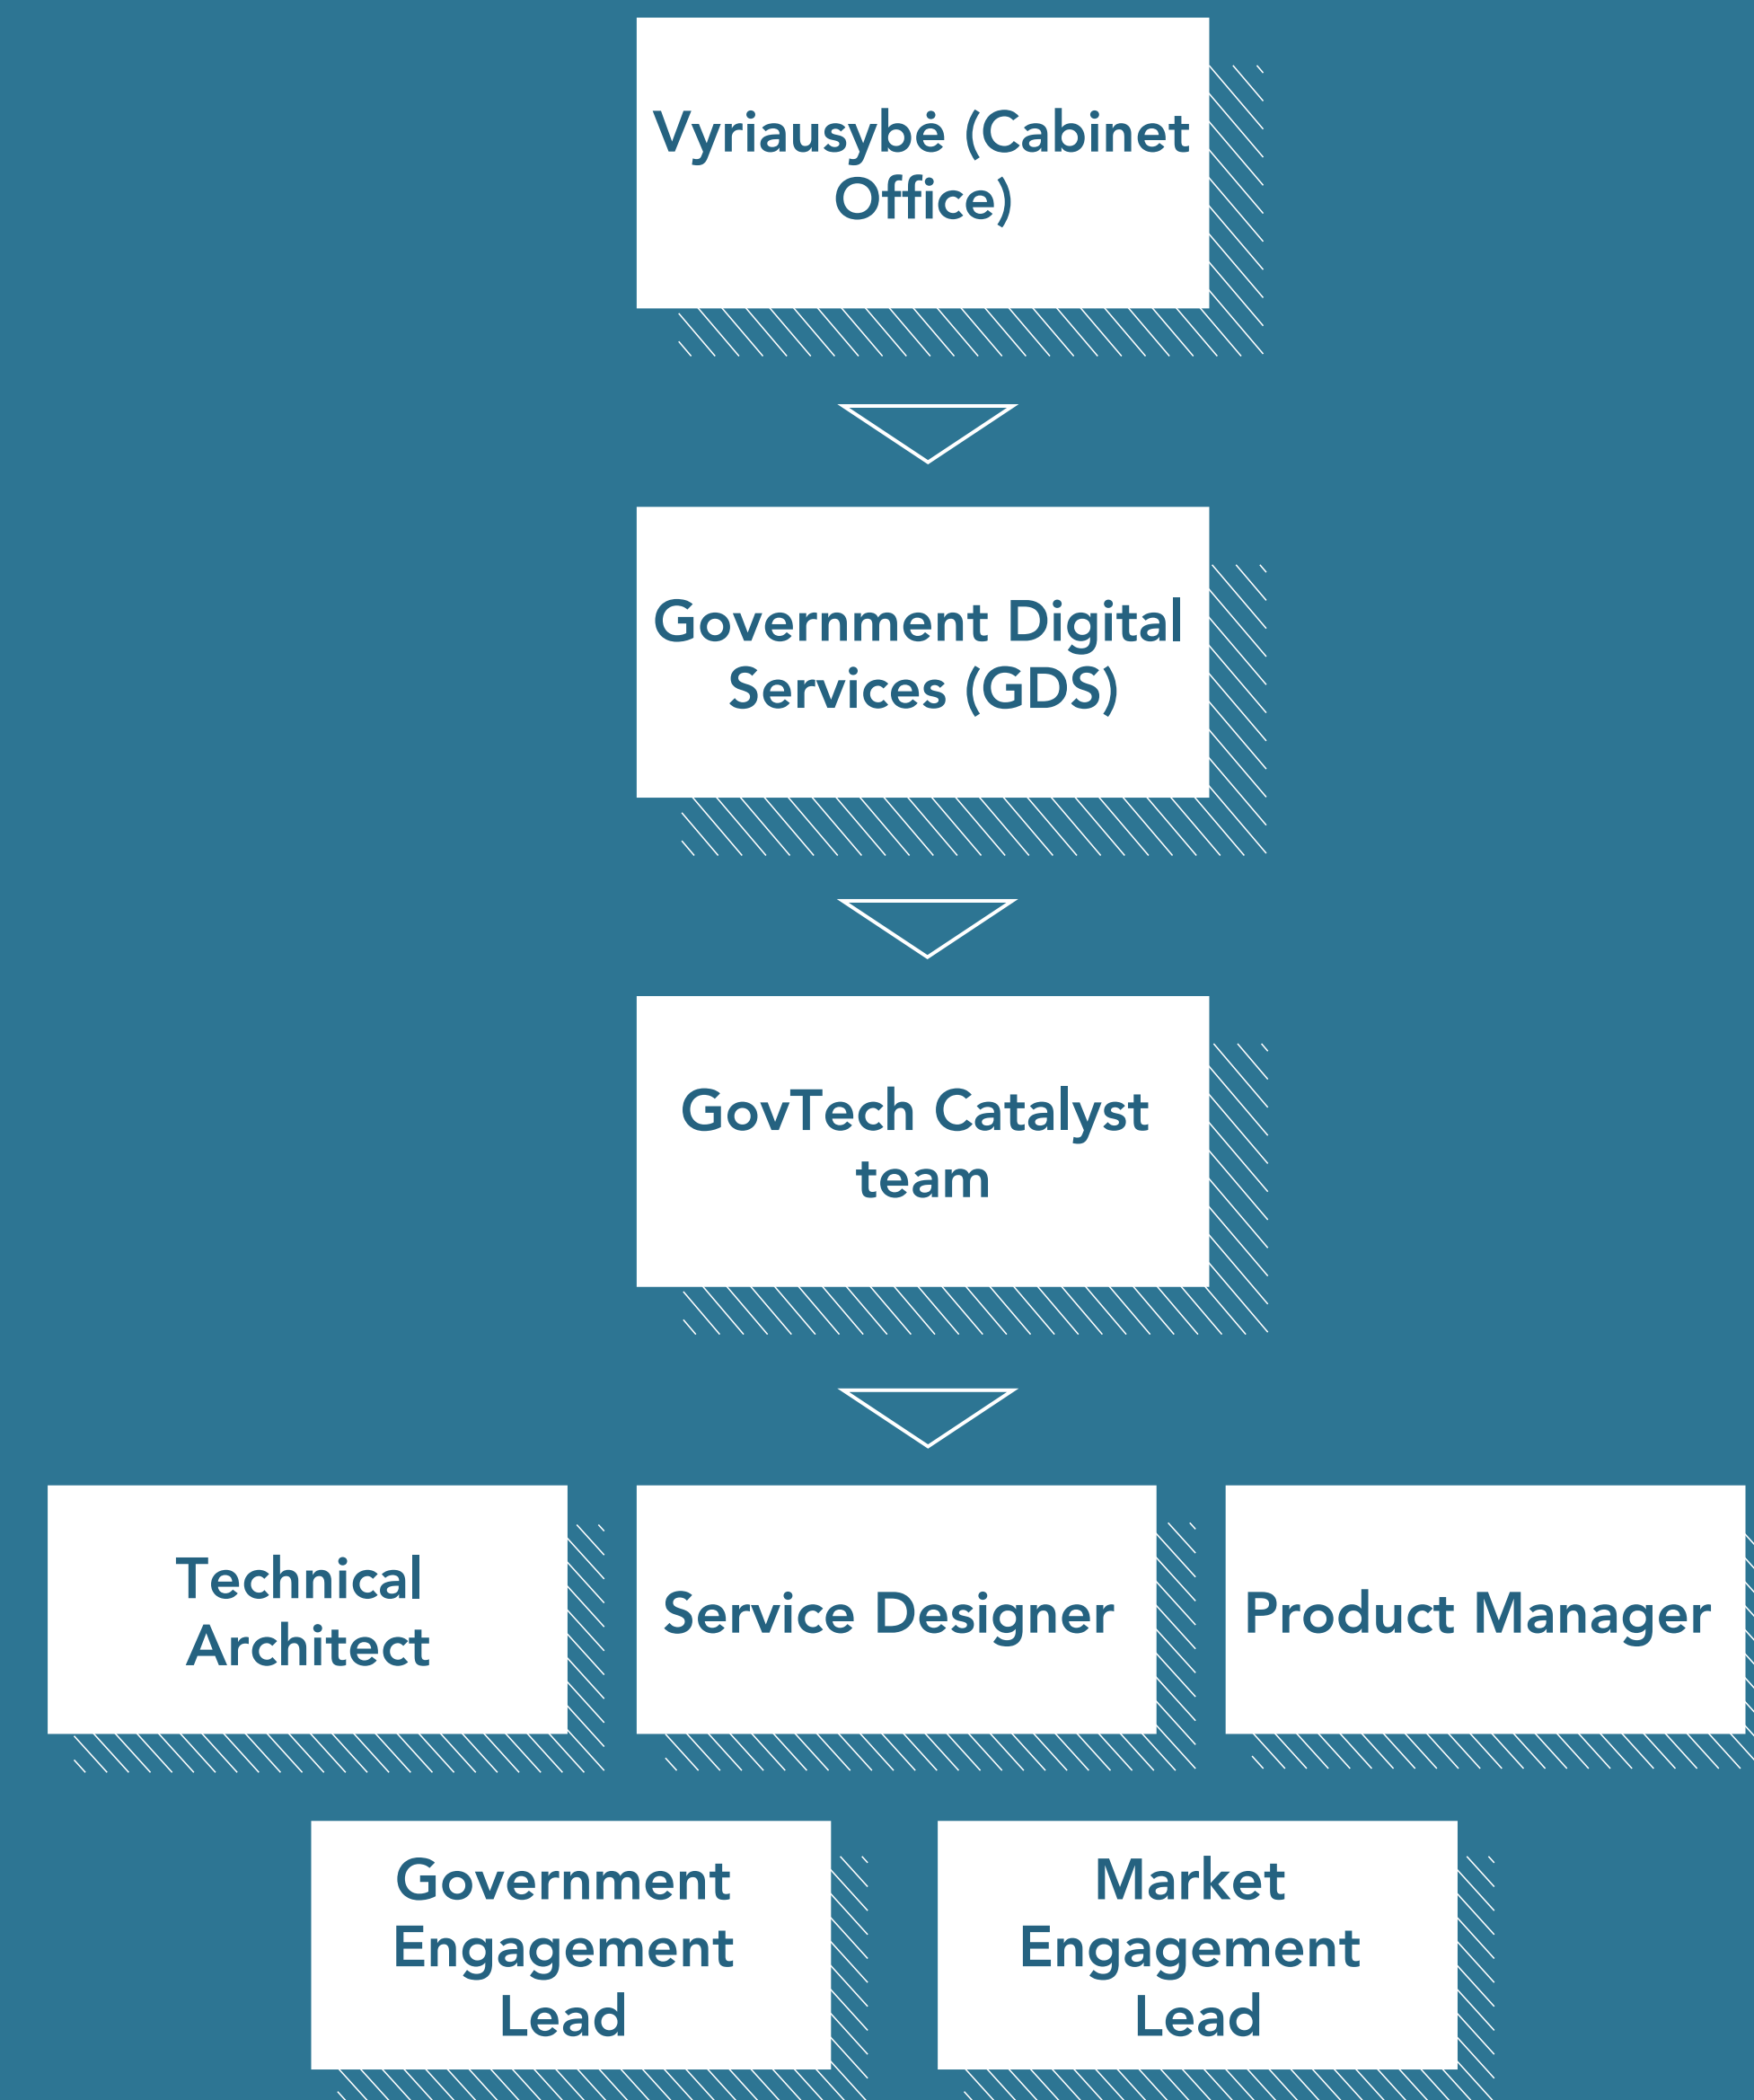 Vyriausybė (Cabinet
Office)
Government Digital
Services (GDS)
GovTech Catalyst
team
Technical
Architect
Service Designer
Product Manager
Government
Engagement
Lead
Market
Engagement
Lead